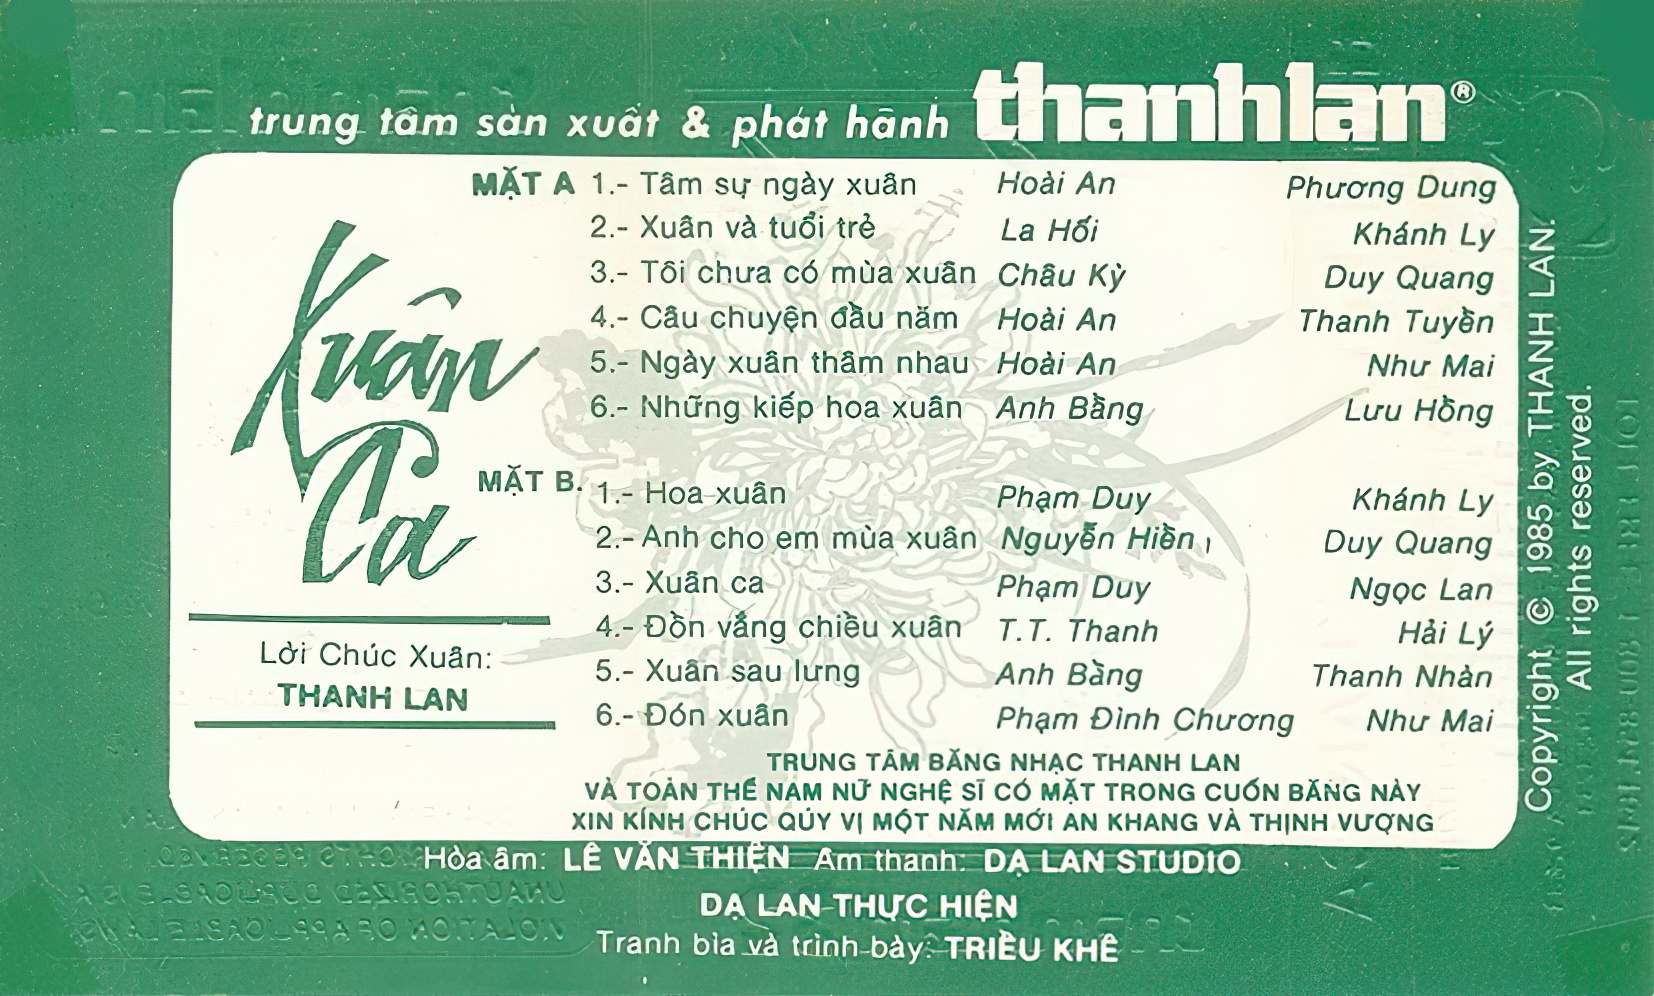 trung tâm sản xuất & phát hành thanhlan®
Xuân
Ca
Lời Chúc Xuân:
THANH LAN
MẶT A 1.- Tâm sự ngày xuân Hoài An Phương Dung
2.- Xuân và tuổi trẻ La Hối Khánh Ly
3.- Tôi chưa có mùa xuân Châu Kỳ Duy Quang
4.- Câu chuyện đầu năm Hoài An Thanh Tuyền
5.- Ngày xuân thăm nhau Hoài An Như Mai
6.- Những kiếp hoa xuân Anh Bằng Lưu Hồng
MẶT B. 1.- Hoa xuân Phạm Duy Khánh Ly
2.- Anh cho em mùa xuân Nguyễn Hiền Duy Quang
3.- Xuân ca Phạm Duy Ngọc Lan
4.- Đồn vắng chiều xuân T.T. Thanh Hải Lý
5.- Xuân sau lưng Anh Bằng Thanh Nhàn
6.- Đón xuân Phạm Đình Chương Như Mai
TRUNG TÂM BĂNG NHẠC THANH LAN
VÀ TOÀN THỂ NAM NỮ NGHỆ SĨ CÓ MẶT TRONG CUỐN BĂNG NÀY
XIN KÍNH CHÚC QÚY VỊ MỘT NĂM MỚI AN KHANG VÀ THỊNH VƯỢNG
Hòa âm: LÊ VĂN THIỆN Âm thanh: DẠ LAN STUDIO
DẠ LAN THỰC HIỆN
Tranh bìa và trình bày: TRIỀU KHÊ
Copyright © 1985 by THANH LAN.
All rights reserved.